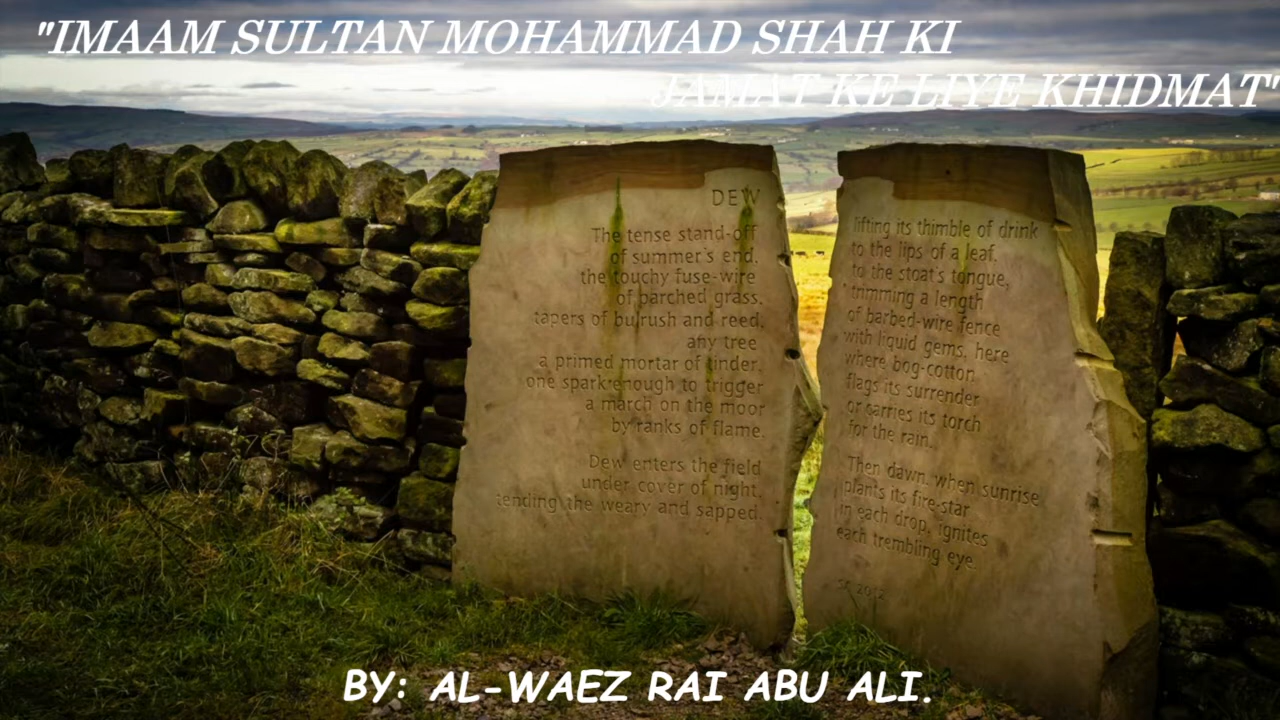 "IMAAM SULTAN MOHAMMAD SHAH KI
JAMAT KE LIYE KHIDMAT"
DEW
The tense stand-off
of summer's end,
the touchy fuse-wire
of parched grass,
tapers of bulrush and reed,
any tree
a primed mortar of tinder,
one spark enough to trigger
a march on the moor
by ranks of flame.
Dew enters the field
under cover of night,
tending the weary and sapped,
lifting its thimble of drink
to the lips of a leaf,
to the stoat's tongue,
trimming a length
of barbed-wire fence
with liquid gems, here
where bog-cotton
flags its surrender
or carries its torch
for the rain.
Then dawn, when sunrise
plants its fire-star
in each drop, ignites
each trembling eye.
SA 2012
BY: AL-WAEZ RAI ABU ALI.